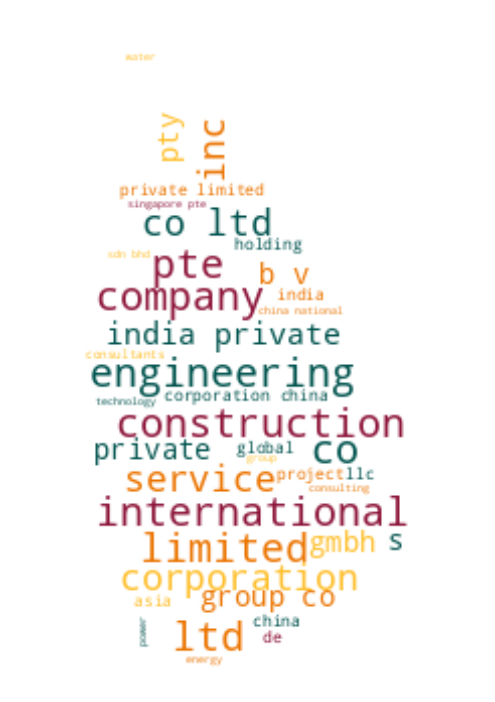 water
pty
inc
private limited
singapore pte
co ltd
holding
sdn bhd
pte
b v
company
india
china national
india private
consultants
engineering
corporation china
technology
construction
private
global
co
group
service
project
llc
consulting
international
limited
gmbh
s
corporation
asia
group co
china
power
ltd
de
energy